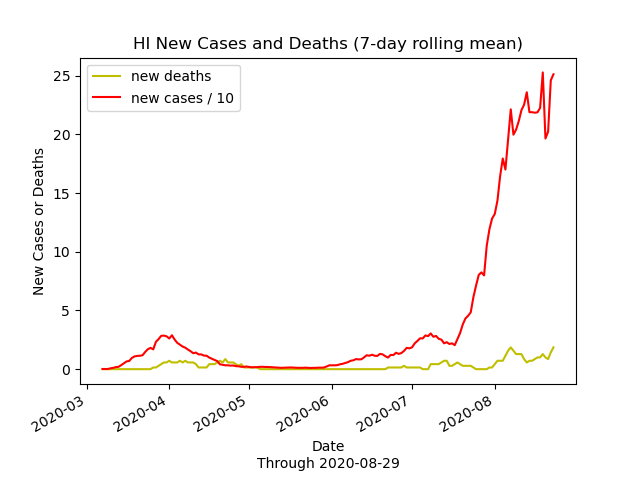 HI New Cases and Deaths (7-day rolling mean)
new deaths
new cases / 10
New Cases or Deaths
25
20
15
10
5
0
2020-03
2020-04
2020-05
2020-06
2020-07
2020-08
Date
Through 2020-08-29